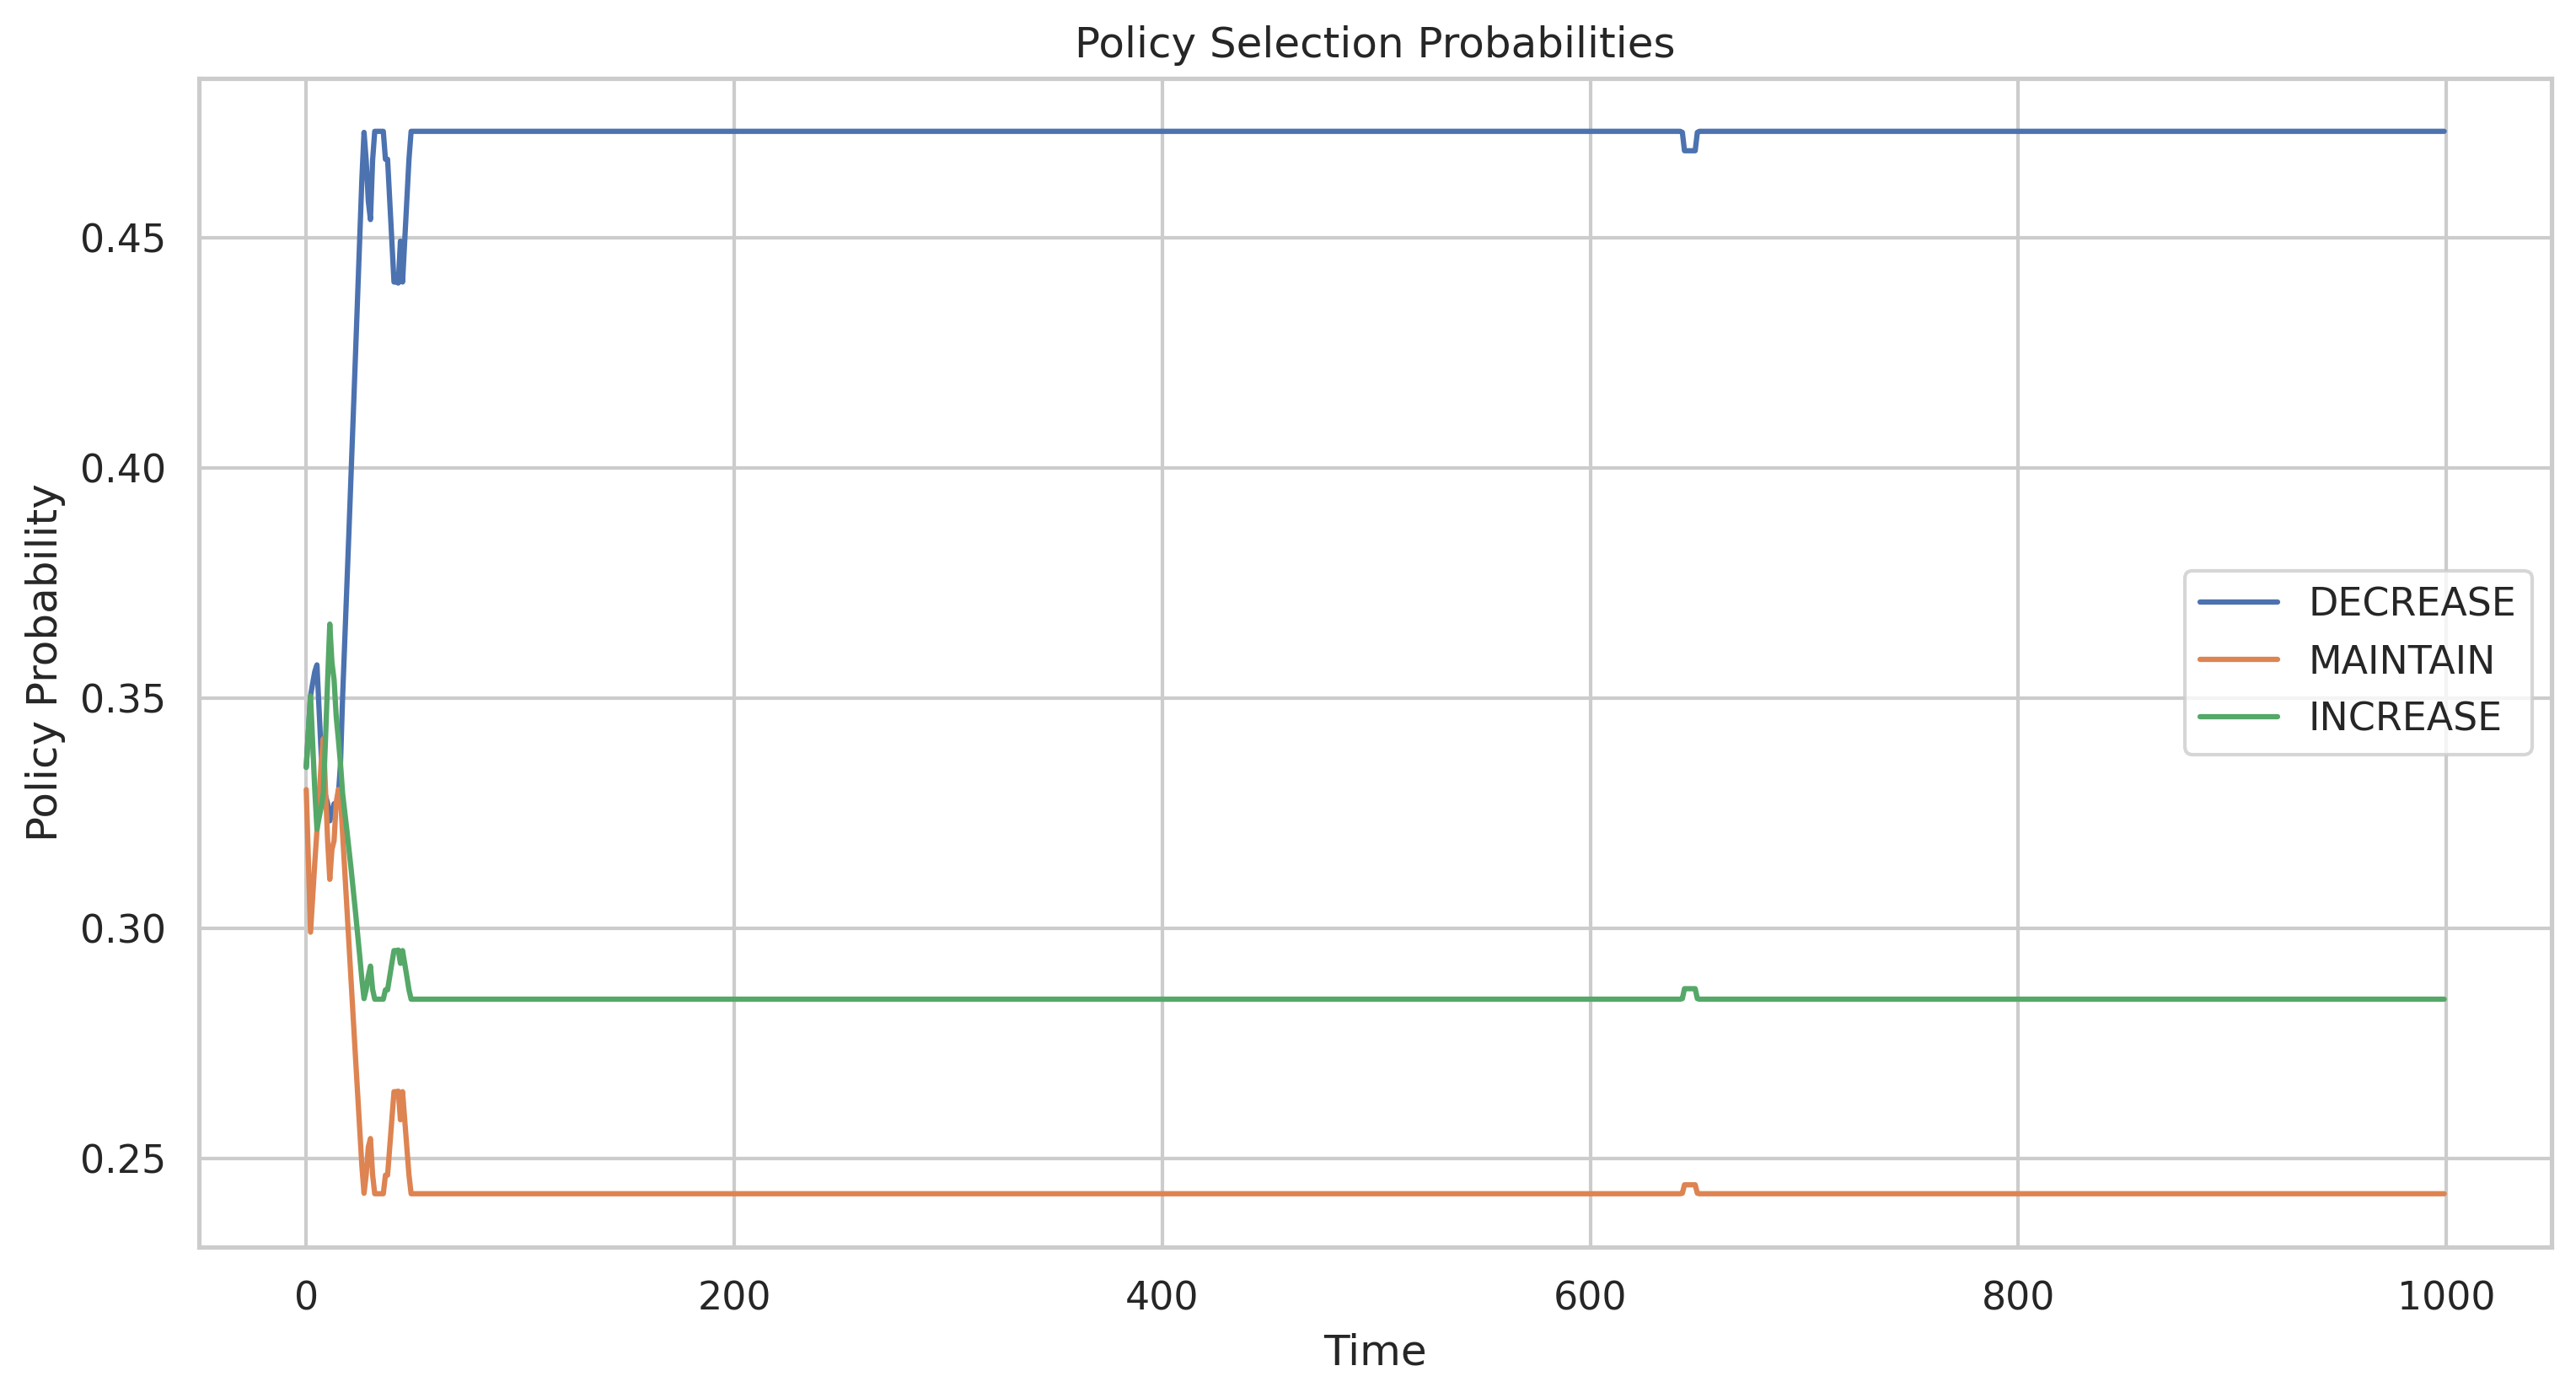 Policy Selection Probabilities
Policy Probability
0.45
0.40
0.35
0.30
0.25
DECREASE
MAINTAIN
INCREASE
0 200 400 600 800 1000
Time